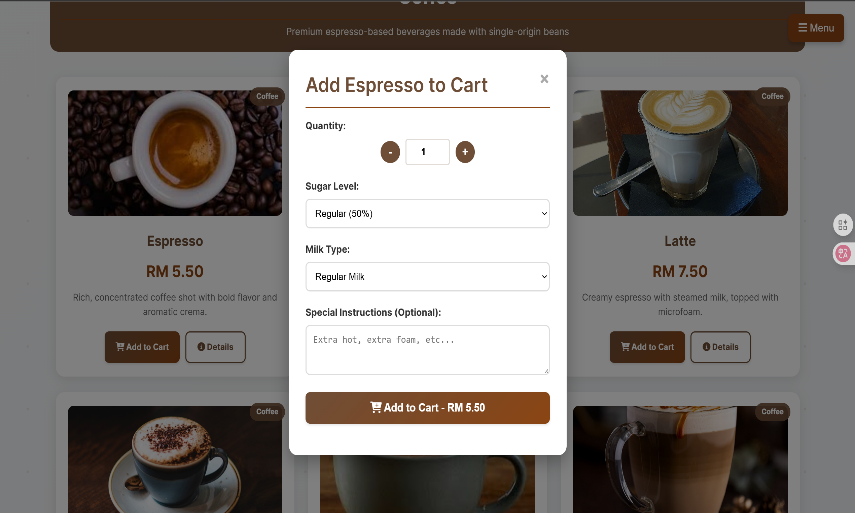 Coffee
Premium espresso-based beverages made with single-origin beans
Menu
Add Espresso to Cart
×
Quantity:
- 1 +
Sugar Level:
Regular (50%)
Milk Type:
Regular Milk
Special Instructions (Optional):
Extra hot, extra foam, etc...
Add to Cart - RM 5.50
Coffee
Espresso
RM 5.50
Rich, concentrated coffee shot with bold flavor and
aromatic crema.
Add to Cart
Details
Coffee
Latte
RM 7.50
Creamy espresso with steamed milk, topped with
microfoam.
Add to Cart
Details
Coffee
Coffee